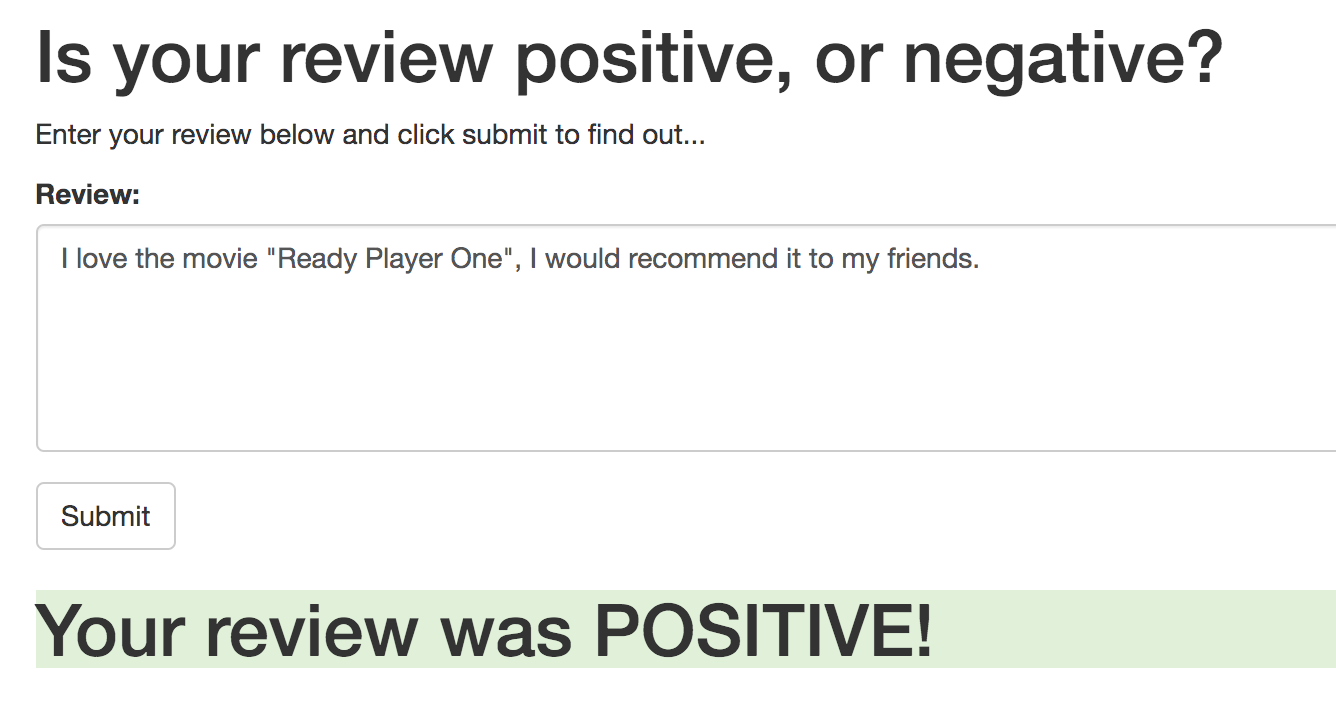 Is your review positive, or negative?
Enter your review below and click submit to find out...
Review:
I love the movie "Ready Player One", I would recommend it to my friends.
Submit
Your review was POSITIVE!